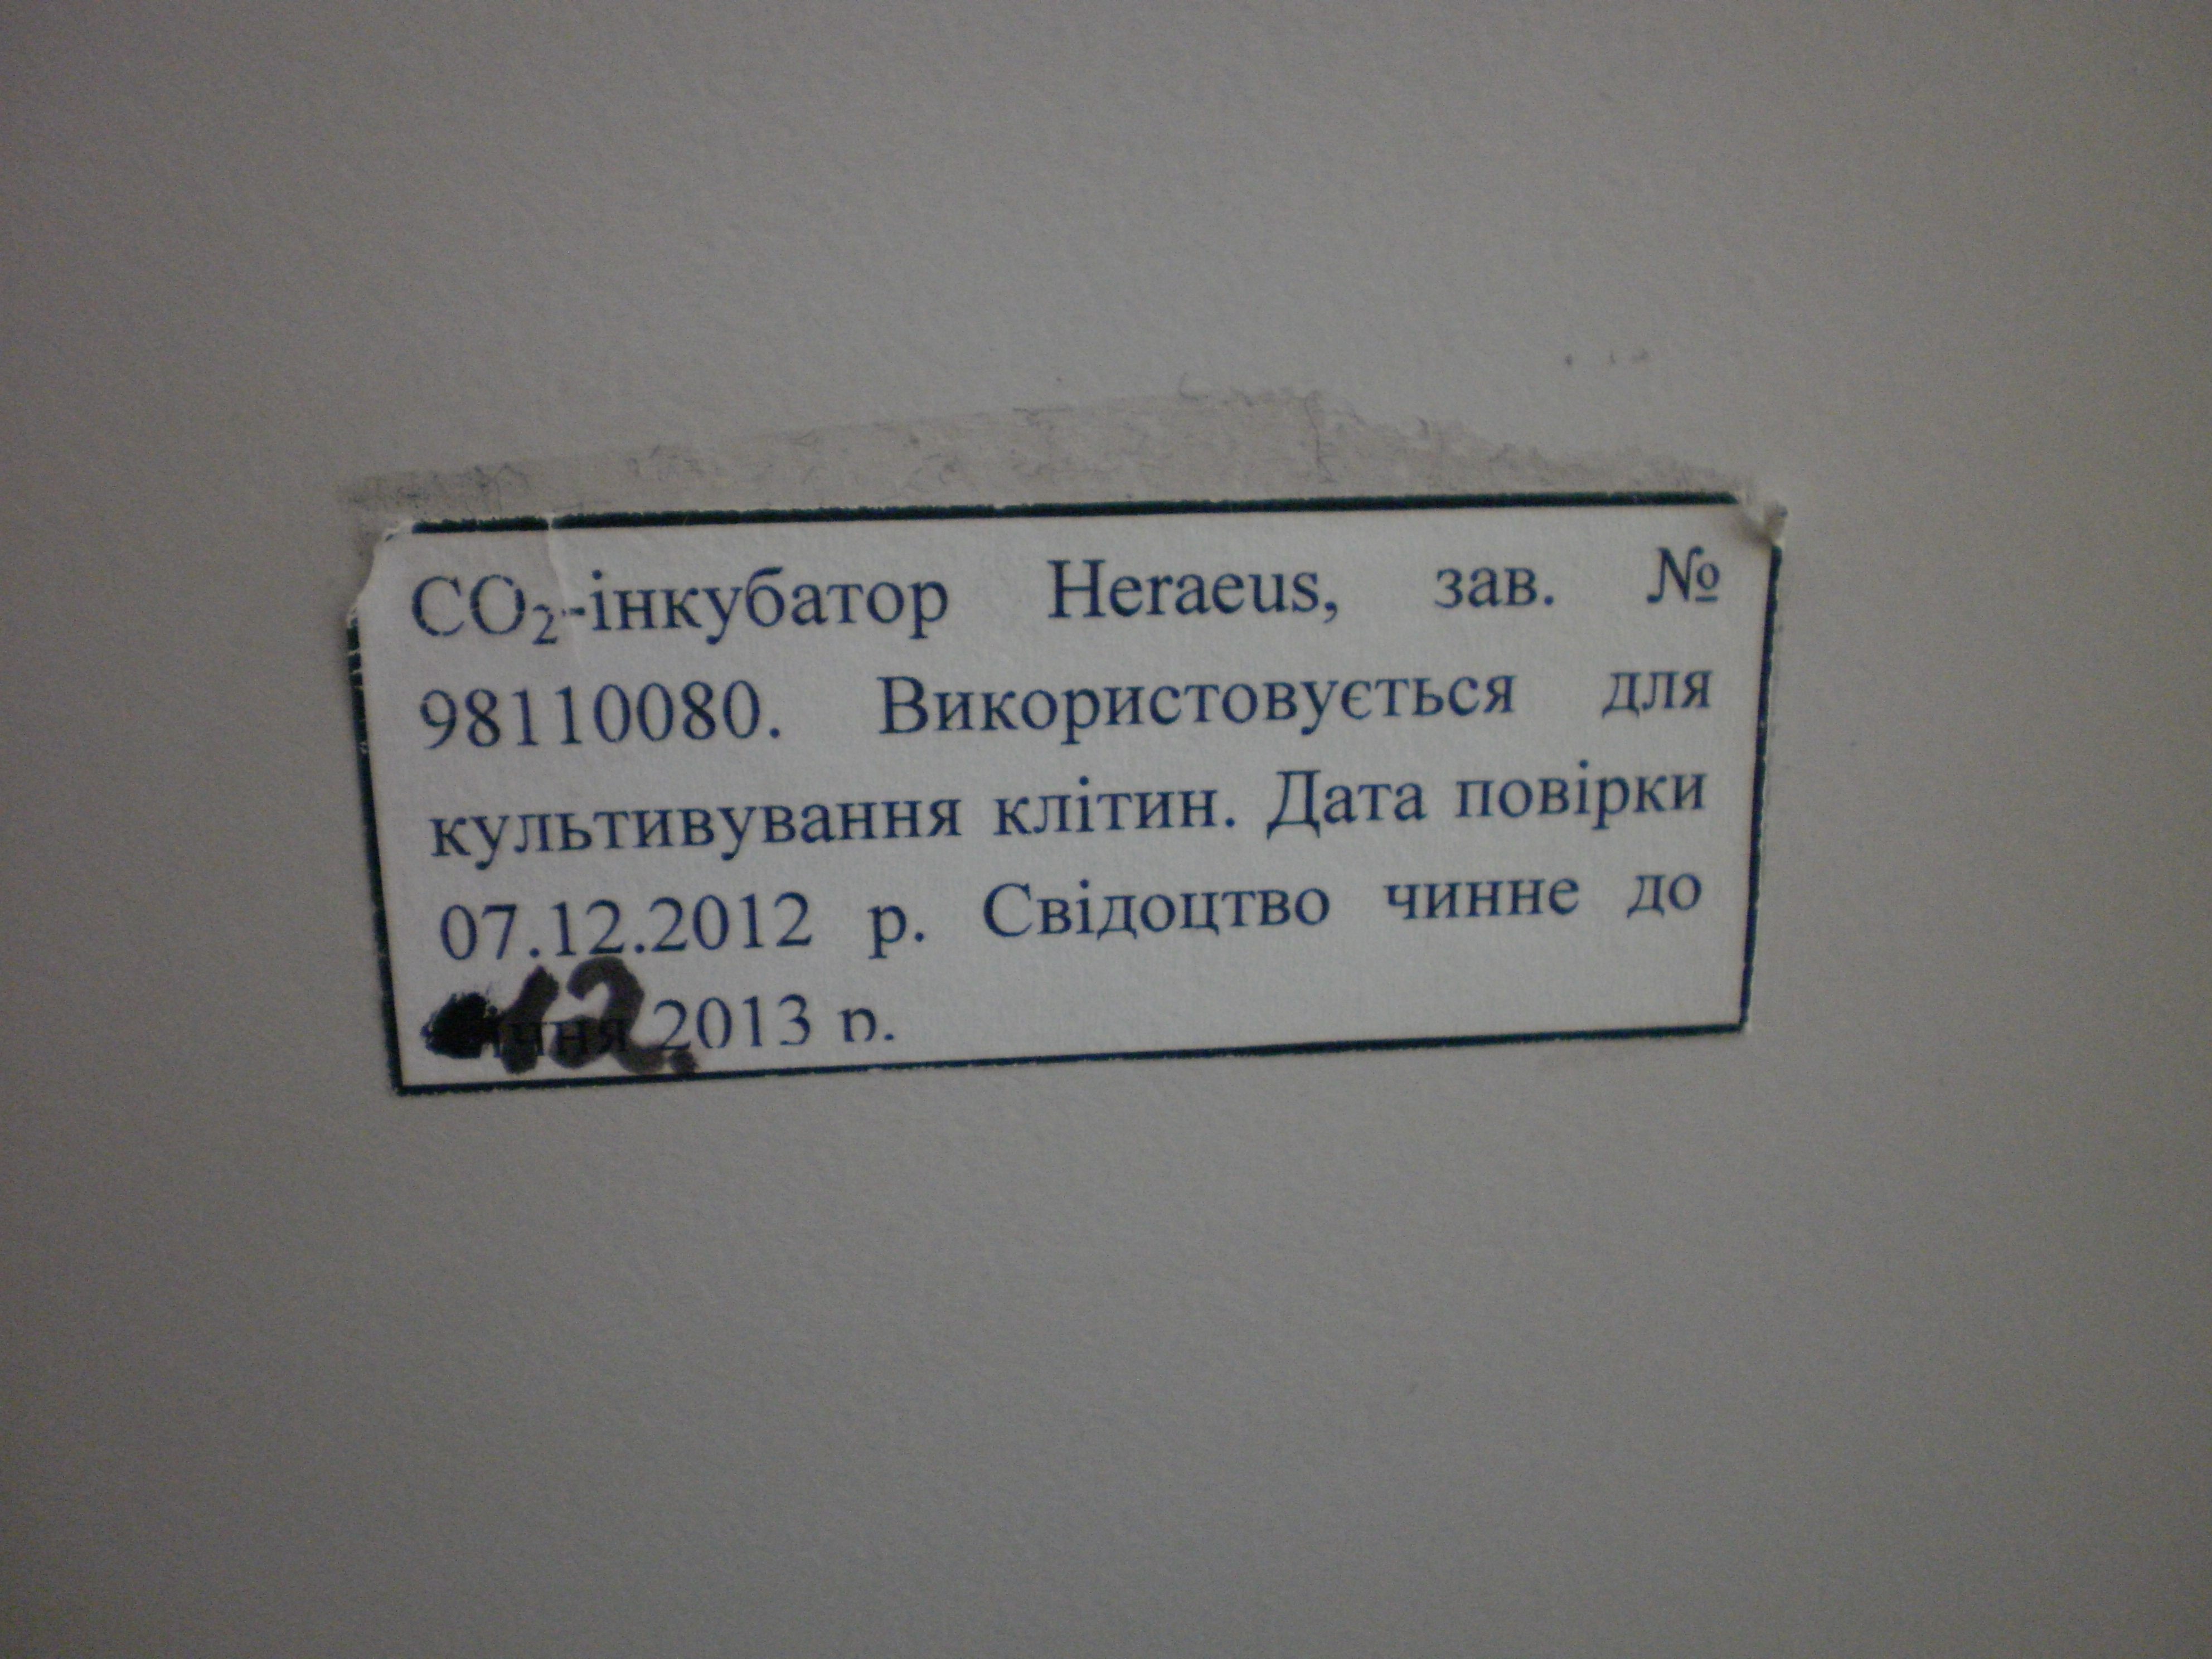 CO₂-інкубатор Heraeus, зав. №
98110080. Використовується для
культивування клітин. Дата повірки
07.12.2012 р. Свідоцтво чинне до
12. 2013 р.